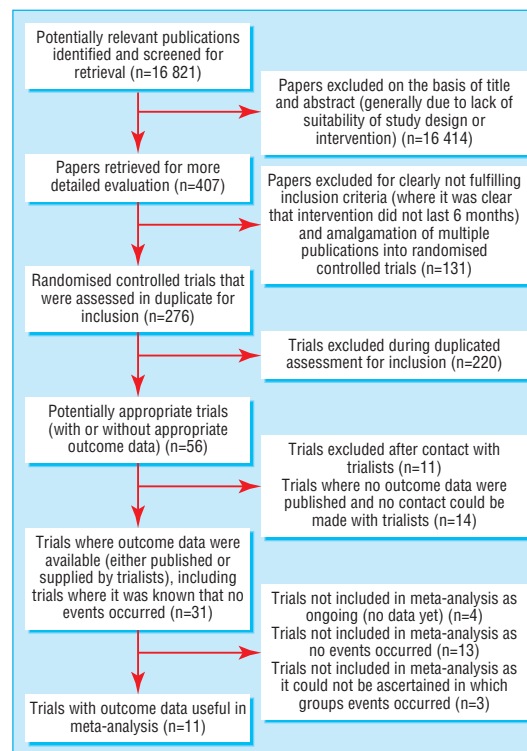 Potentially relevant publications
identified and screened for
retrieval (n=16 821)
Papers excluded on the basis of title
and abstract (generally due to lack of
suitability of study design or
intervention) (n=16 414)
Papers retrieved for more
detailed evaluation (n=407)
Papers excluded for clearly not fulfilling
inclusion criteria (where it was clear
that intervention did not last 6 months)
and amalgamation of multiple
publications into randomised
controlled trials (n=131)
Randomised controlled trials that
were assessed in duplicate for
inclusion (n=276)
Trials excluded during duplicated
assessment for inclusion (n=220)
Potentially appropriate trials
(with or without appropriate
outcome data) (n=56)
Trials excluded after contact with
trialists (n=11)
Trials where no outcome data were
published and no contact could be
made with trialists (n=14)
Trials where outcome data were
available (either published or
supplied by trialists), including
trials where it was known that no
events occurred (n=31)
Trials not included in meta-analysis as
ongoing (no data yet) (n=4)
Trials not included in meta-analysis as
no events occurred (n=13)
Trials not included in meta-analysis as
it could not be ascertained in which
groups events occurred (n=3)
Trials with outcome data useful in
meta-analysis (n=11)